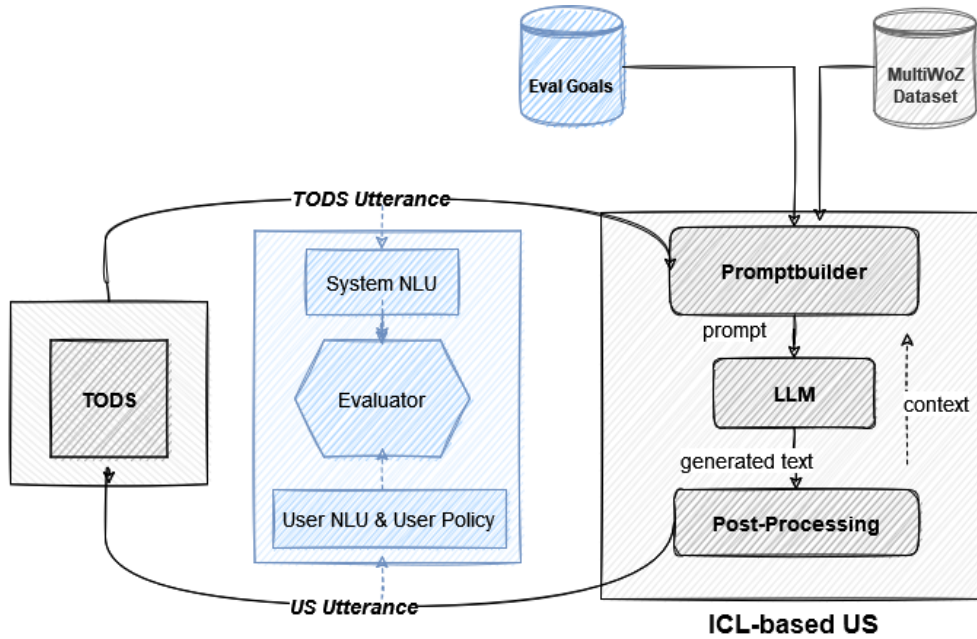 Eval Goals
MultiWoZ
Dataset
TODS Utterance
System NLU
Promptbuilder
prompt
Evaluator
TODS
LLM
context
generated text
User NLU & User Policy
Post-Processing
US Utterance
ICL-based US